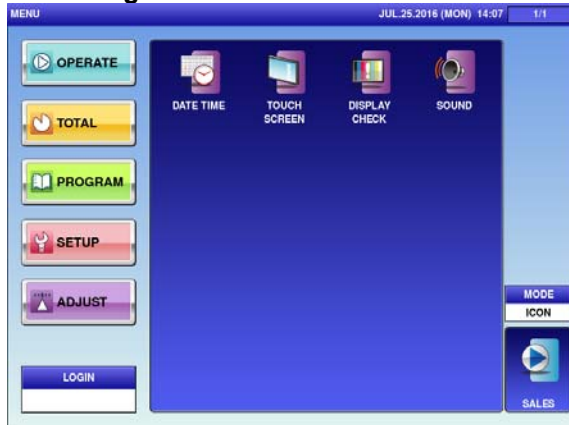 MENU
JUL.25.2016 (MON) 14:07
1/1
OPERATE
TOTAL
PROGRAM
SETUP
ADJUST
LOGIN
DATE TIME
TOUCH
SCREEN
DISPLAY
CHECK
SOUND
MODE
ICON
SALES